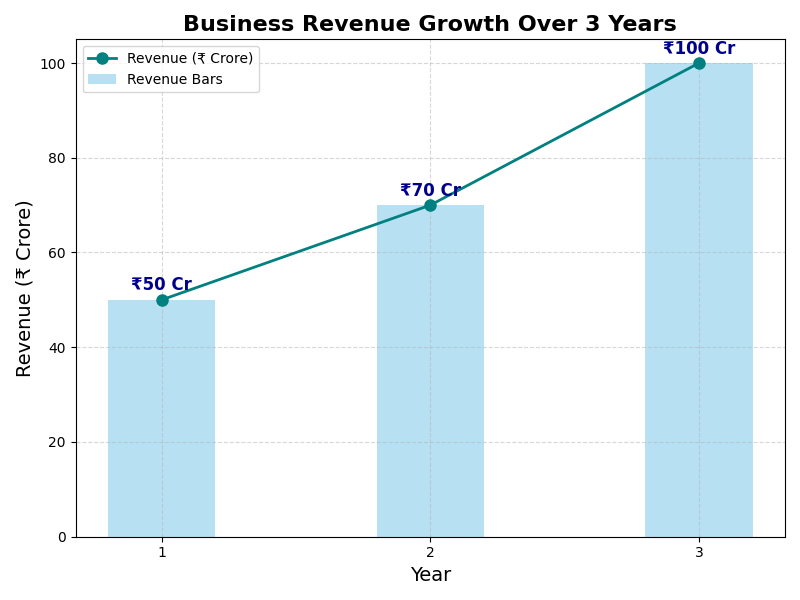 Business Revenue Growth Over 3 Years
Revenue (₹ Crore)
Revenue Bars
₹50 Cr
₹70 Cr
₹100 Cr
100
80
60
40
20
0
Revenue (₹ Crore)
1
2
3
Year